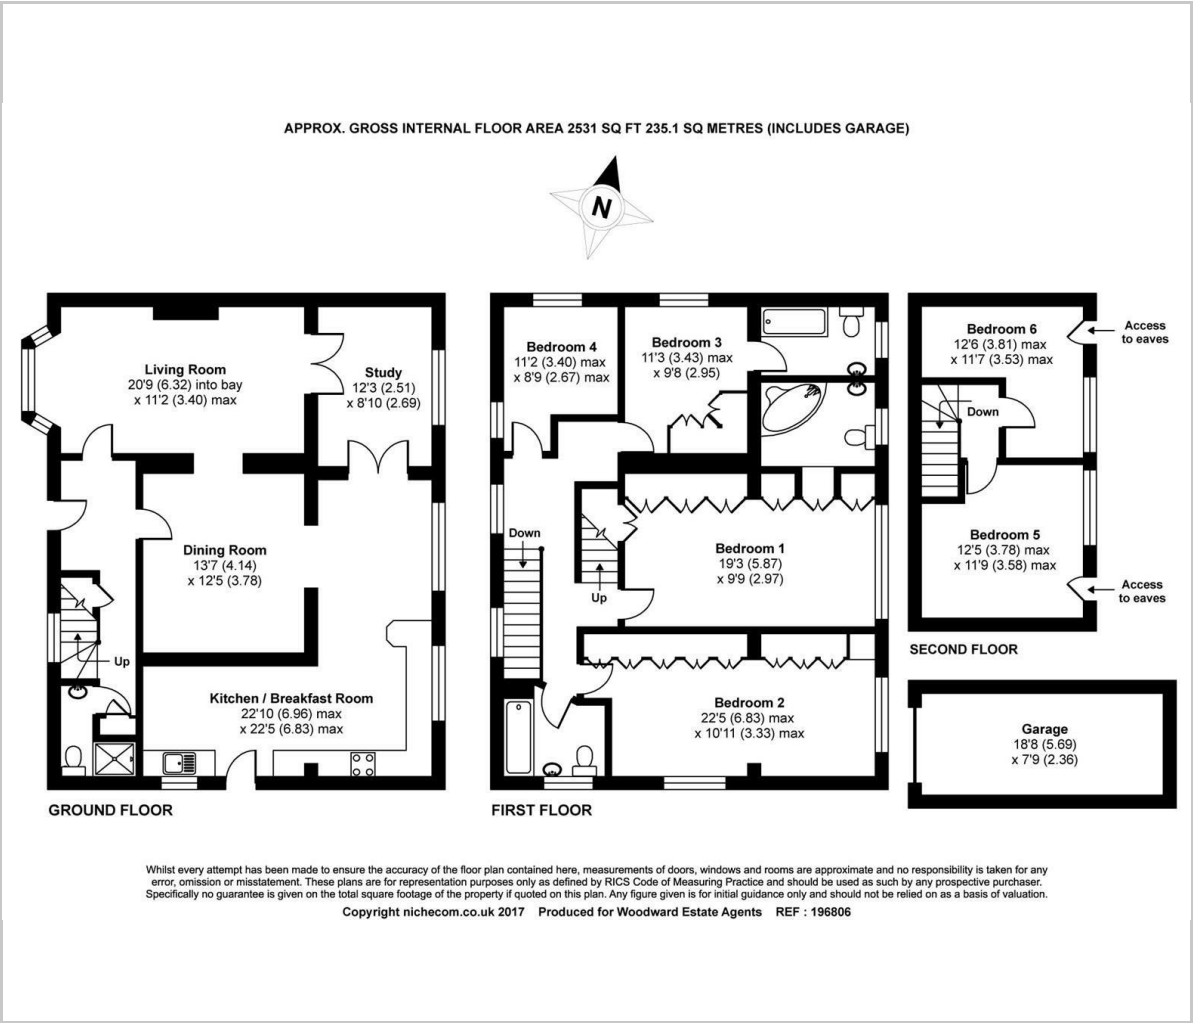 APPROX. GROSS INTERNAL FLOOR AREA 2531 SQ FT 235.1 SQ METRES (INCLUDES GARAGE)
N
Living Room
20'9 (6.32) into bay
x 11'2 (3.40) max
Study
12'3 (2.51)
x 8'10 (2.69)
Dining Room
13'7 (4.14)
x 12'5 (3.78)
Up
Kitchen / Breakfast Room
22'10 (6.96) max
x 22'5 (6.83) max
GROUND FLOOR
Bedroom 4
11'2 (3.40) max
x 8'9 (2.67) max
Bedroom 3
11'3 (3.43) max
x 9'8 (2.95)
Down
Up
Bedroom 1
19'3 (5.87)
x 9'9 (2.97)
Bedroom 2
22'5 (6.83) max
x 10'11 (3.33) max
FIRST FLOOR
Bedroom 6
12'6 (3.81) max
x 11'7 (3.53) max
Access
to eaves
Down
Bedroom 5
12'5 (3.78) max
x 11'9 (3.58) max
Access
to eaves
SECOND FLOOR
Garage
18'8 (5.69)
x 7'9 (2.36)
Whilst every attempt has been made to ensure the accuracy of the floor plan contained here, measurements of doors, windows and rooms are approximate and no responsibility is taken for any
error, omission or misstatement. These plans are for representation purposes only as defined by RICS Code of Measuring Practice and should be used as such by any prospective purchaser.
Specifically no guarantee is given on the total square footage of the property if quoted on this plan. Any figure given is for initial guidance only and should not be relied on as a basis of valuation.
Copyright nichecom.co.uk 2017 Produced for Woodward Estate Agents REF : 196806